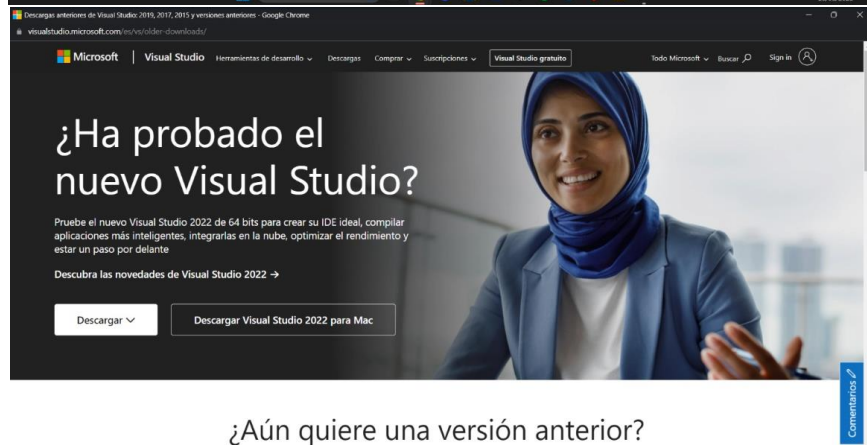 Descargas anteriores de Visual Studio: 2019, 2017, 2015 y versiones anteriores - Google Chrome
visualstudio.microsoft.com/es/vs/older-downloads/
Microsoft | Visual Studio Herramientas de desarrollo Descargas Comprar Suscripciones Visual Studio gratuito Todo Microsoft Buscar Sign in
¿Ha probado el
nuevo Visual Studio?
Pruebe el nuevo Visual Studio 2022 de 64 bits para crear su IDE ideal, compilar
aplicaciones más inteligentes, integrarlas en la nube, optimizar el rendimiento y
estar un paso por delante
Descubra las novedades de Visual Studio 2022 →
Descargar Descargar Visual Studio 2022 para Mac
Comentarios
¿Aún quiere una versión anterior?